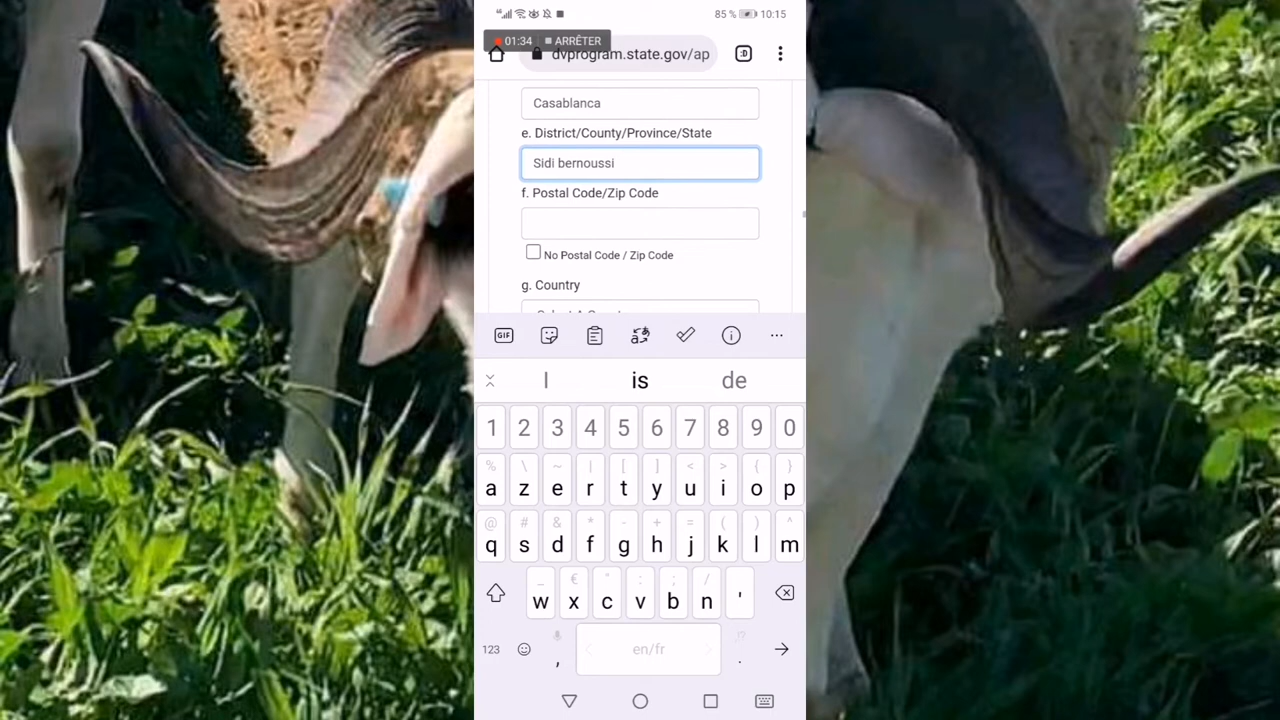 85 % 10:15
01:34 ARRÊTER
dvprogram.state.gov/ap
Casablanca
e. District/County/Province/State
Sidi bernoussi
f. Postal Code/Zip Code
No Postal Code / Zip Code
g. Country
GIF
I is de
1 2 3 4 5 6 7 8 9 0
% \ ~ | [ ] < > { }
a z e r t y u i o p
@ # & * - + = ( ) ^
q s d f g h j k l m
_ € " : ; /
w x c v b n '
123 , en/fr .